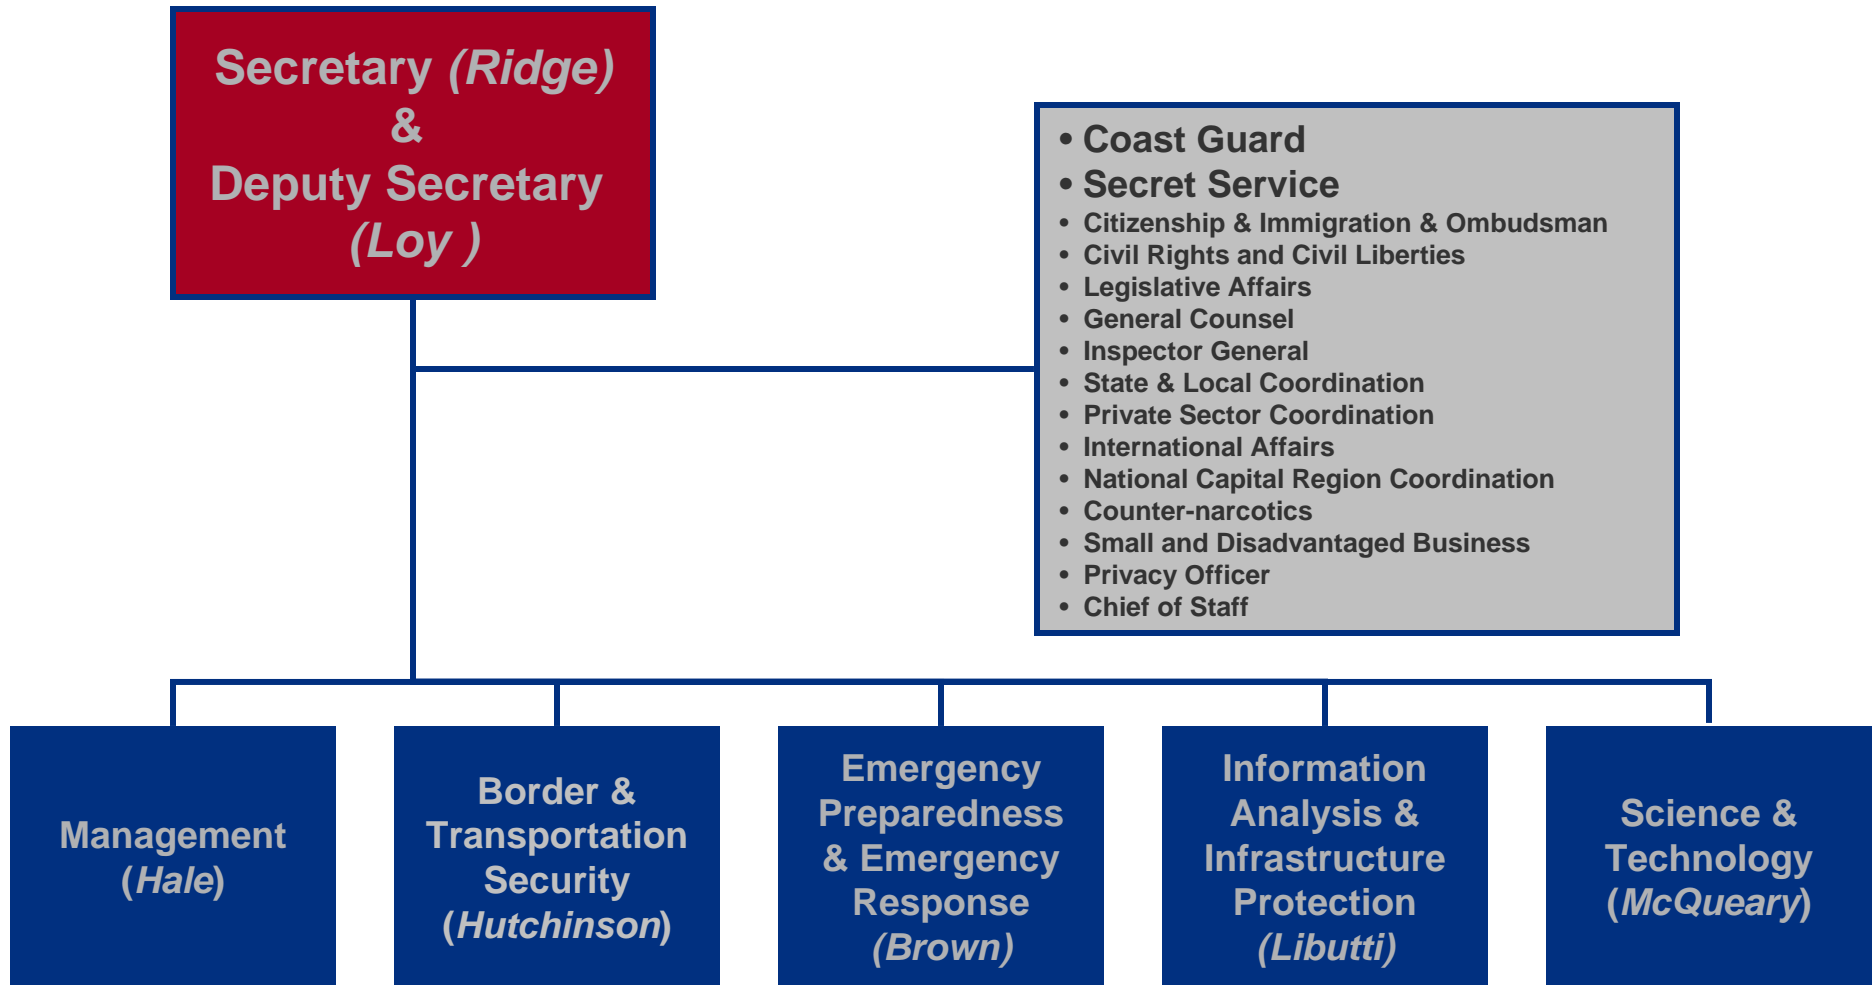 Secretary (Ridge)
&
Deputy Secretary
(Loy )
• Coast Guard
• Secret Service
• Citizenship & Immigration & Ombudsman
• Civil Rights and Civil Liberties
• Legislative Affairs
• General Counsel
• Inspector General
• State & Local Coordination
• Private Sector Coordination
• International Affairs
• National Capital Region Coordination
• Counter-narcotics
• Small and Disadvantaged Business
• Privacy Officer
• Chief of Staff
Management
(Hale)
Border &
Transportation
Security
(Hutchinson)
Emergency
Preparedness
& Emergency
Response
(Brown)
Information
Analysis &
Infrastructure
Protection
(Libutti)
Science &
Technology
(McQueary)